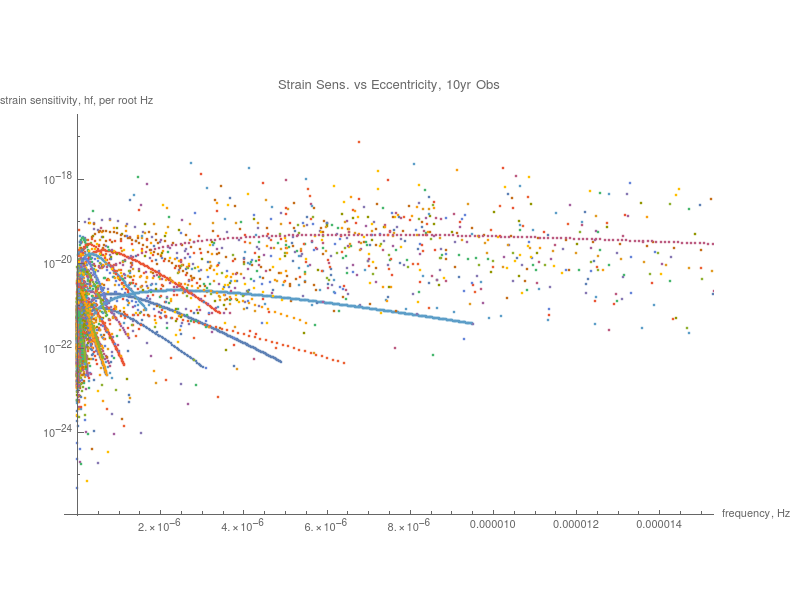 Strain Sens. vs Eccentricity, 10yr Obs
strain sensitivity, hf, per root Hz
10⁻¹⁸
10⁻²⁰
10⁻²²
10⁻²⁴
2. × 10⁻⁶ 4. × 10⁻⁶ 6. × 10⁻⁶ 8. × 10⁻⁶ 0.000010 0.000012 0.000014
frequency, Hz